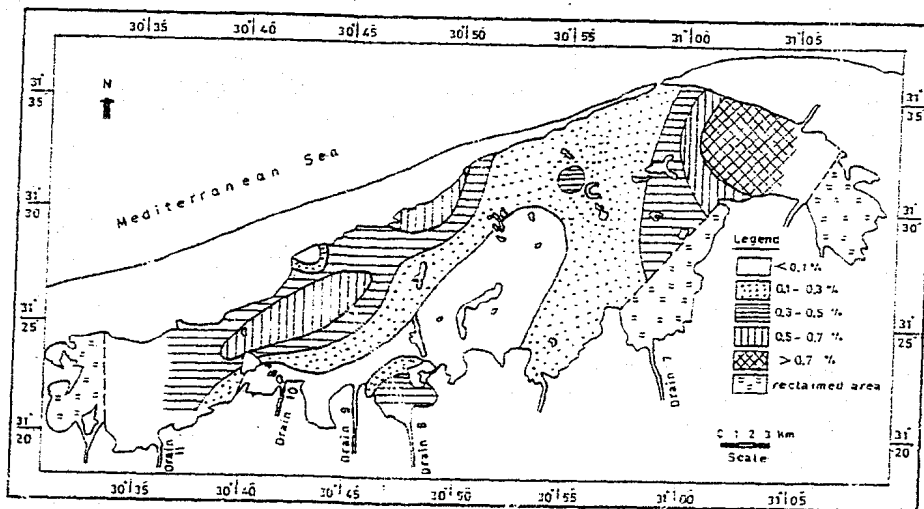 30° 35 30° 40 30° 45 30° 50 30° 55 31° 00 31° 05
31° 35
31° 35
N
Mediterranean Sea
31° 30
31° 30
Legend
< 0.1 %
0.1 - 0.3 %
0.3 - 0.5 %
0.5 - 0.7 %
> 0.7 %
reclaimed area
31° 25
31° 25
Drain 7
Drain 11
Drain 10
Drain 9
Drain 8
31° 20
31° 20
0 1 2 3 km
Scale
30° 35 30° 40 30° 45 30° 50 30° 55 31° 00 31° 05